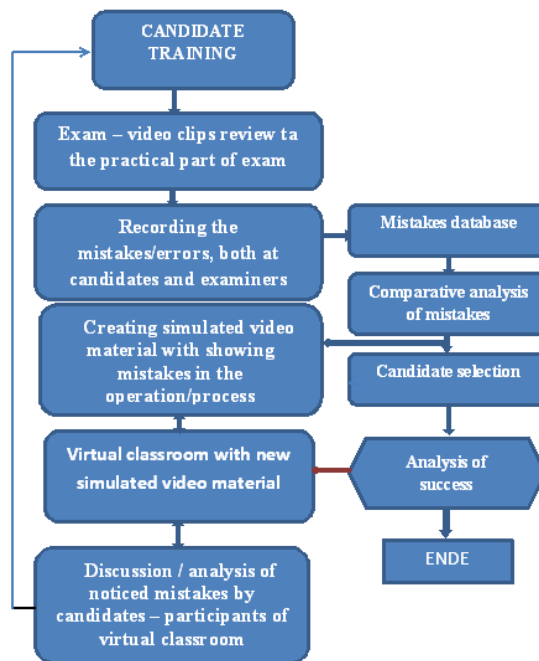 CANDIDATE
TRAINING
Exam – video clips review ta
the practical part of exam
Recording the
mistakes/errors, both at
candidates and examiners
Mistakes database
Comparative analysis
of mistakes
Creating simulated video
material with showing
mistakes in the
operation/process
Candidate selection
Virtual classroom with new
simulated video material
Analysis of
success
ENDE
Discussion / analysis of
noticed mistakes by
candidates – participants of
virtual classroom